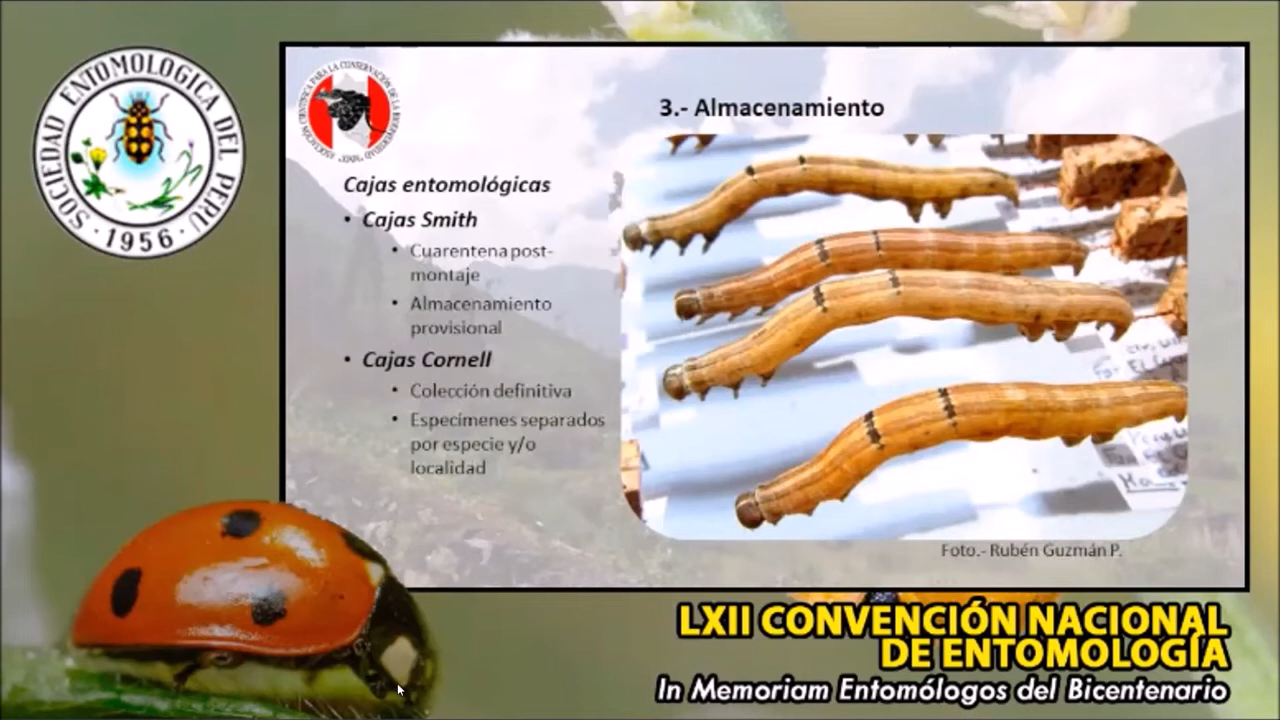 SOCIEDAD ENTOMOLOGICA DEL PERU
· 1956 ·
3.- Almacenamiento
Cajas entomológicas
• Cajas Smith
• Cuarentena post-
montaje
• Almacenamiento
provisional
• Cajas Cornell
• Colección definitiva
• Especímenes separados
por especie y/o
localidad
Foto.- Rubén Guzmán P.
LXII CONVENCIÓN NACIONAL
DE ENTOMOLOGÍA
In Memoriam Entomólogos del Bicentenario